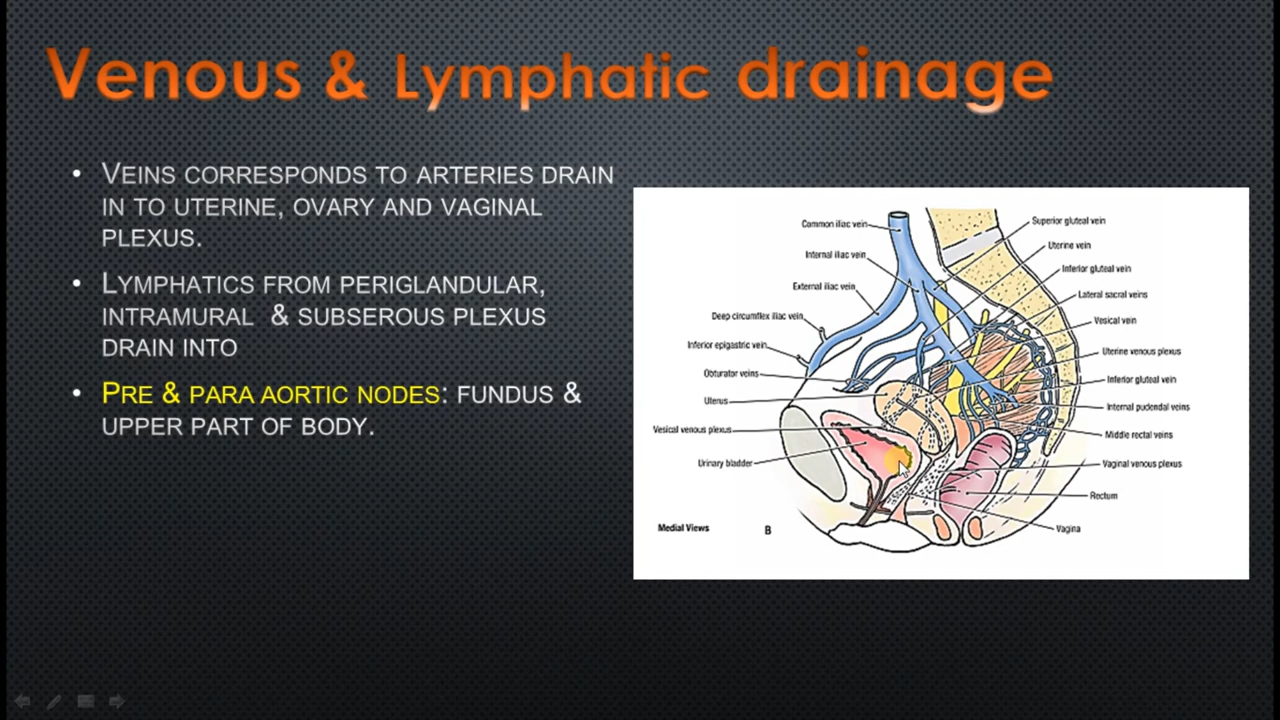 Venous & Lymphatic drainage
• VEINS CORRESPONDS TO ARTERIES DRAIN
IN TO UTERINE, OVARY AND VAGINAL
PLEXUS.
• LYMPHATICS FROM PERIGLANDULAR,
INTRAMURAL & SUBSEROUS PLEXUS
DRAIN INTO
• PRE & PARA AORTIC NODES: FUNDUS &
UPPER PART OF BODY.
Common iliac vein
Internal iliac vein
External iliac vein
Deep circumflex iliac vein
Inferior epigastric vein
Obturator veins
Uterus
Vesical venous plexus
Urinary bladder
Medial Views
B
Superior gluteal vein
Uterine vein
Inferior gluteal vein
Lateral sacral veins
Vesical vein
Uterine venous plexus
Inferior gluteal vein
Internal pudendal veins
Middle rectal veins
Vaginal venous plexus
Rectum
Vagina